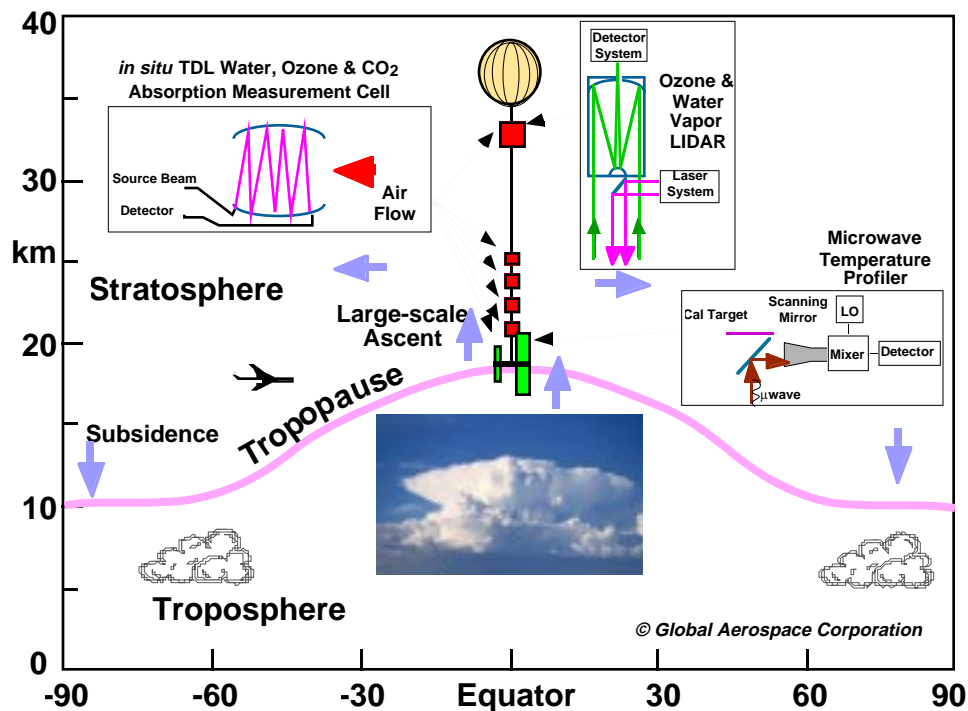 40
30
km
20
10
0
in situ TDL Water, Ozone & CO2
Absorption Measurement Cell
Source Beam
Detector
Air
Flow
Detector
System
Ozone &
Water
Vapor
LIDAR
Laser
System
Stratosphere
Large-scale
Ascent
Microwave
Temperature
Profiler
Cal Target
Scanning
Mirror
LO
Mixer
Detector
μwave
Tropopause
Subsidence
Troposphere
© Global Aerospace Corporation
-90
-60
-30
Equator
30
60
90